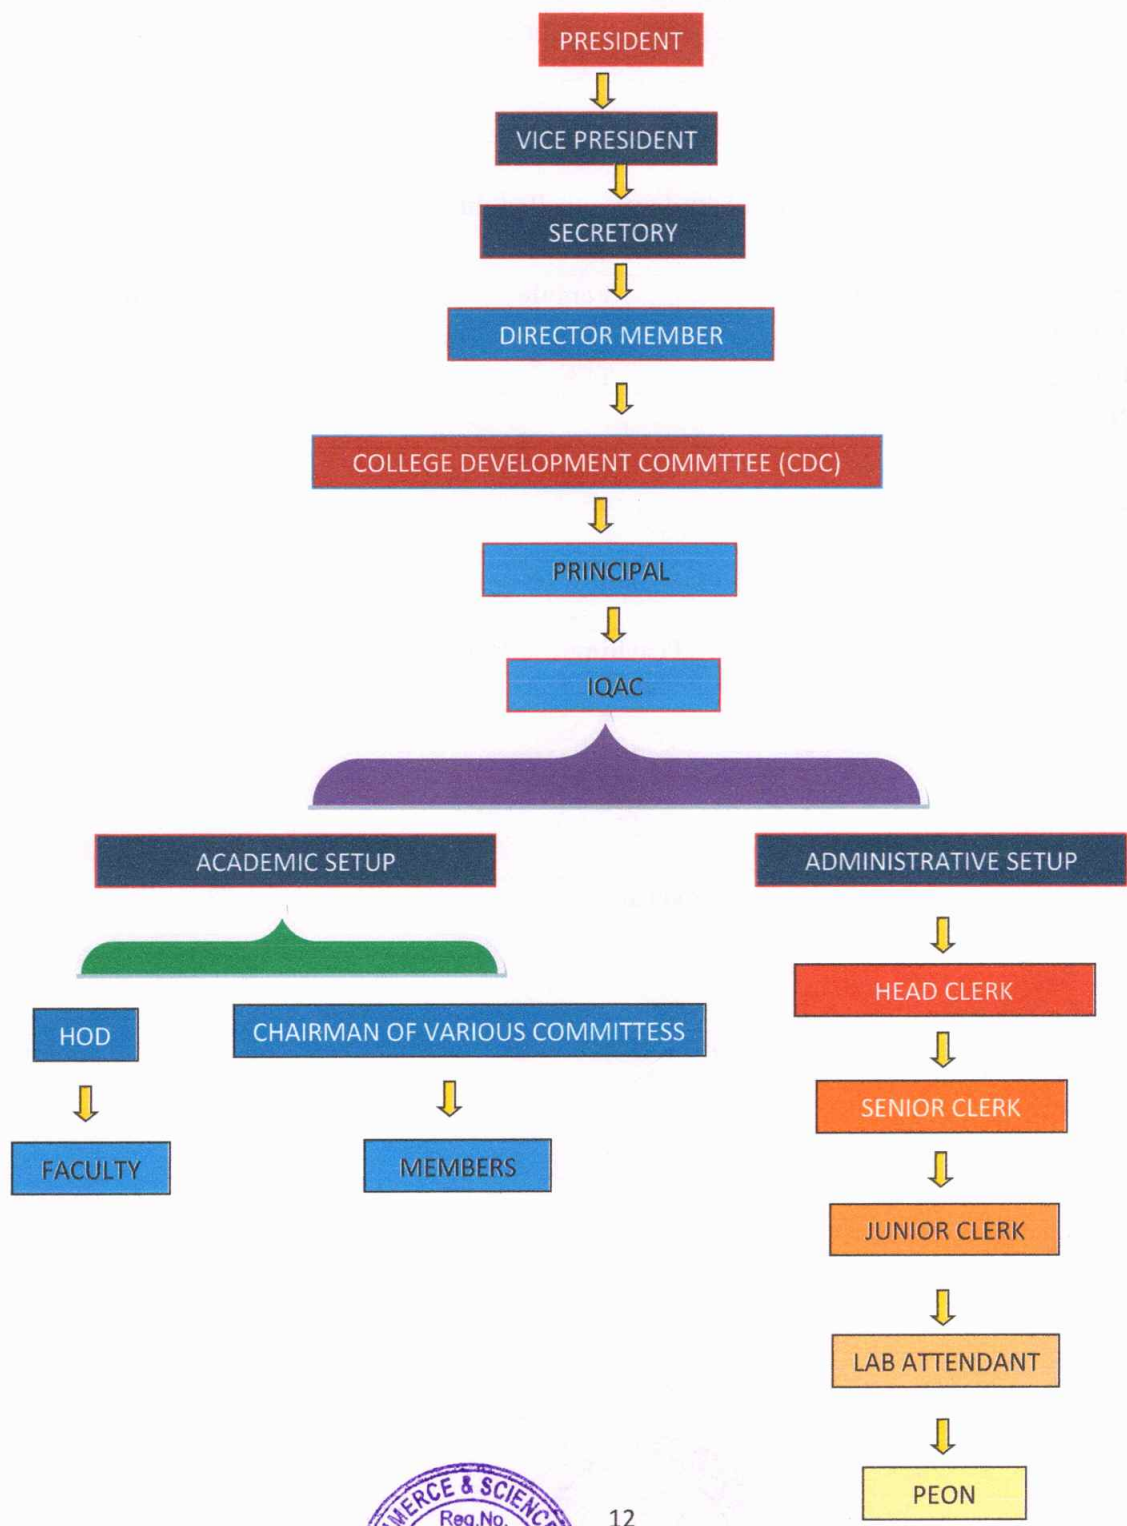 PRESIDENT
VICE PRESIDENT
SECRETORY
DIRECTOR MEMBER
COLLEGE DEVELOPMENT COMMTTEE (CDC)
PRINCIPAL
IQAC
ACADEMIC SETUP
ADMINISTRATIVE SETUP
HOD
CHAIRMAN OF VARIOUS COMMITTESS
HEAD CLERK
FACULTY
MEMBERS
SENIOR CLERK
JUNIOR CLERK
LAB ATTENDANT
PEON
MERCE & SCIENC
Reg.No.
12